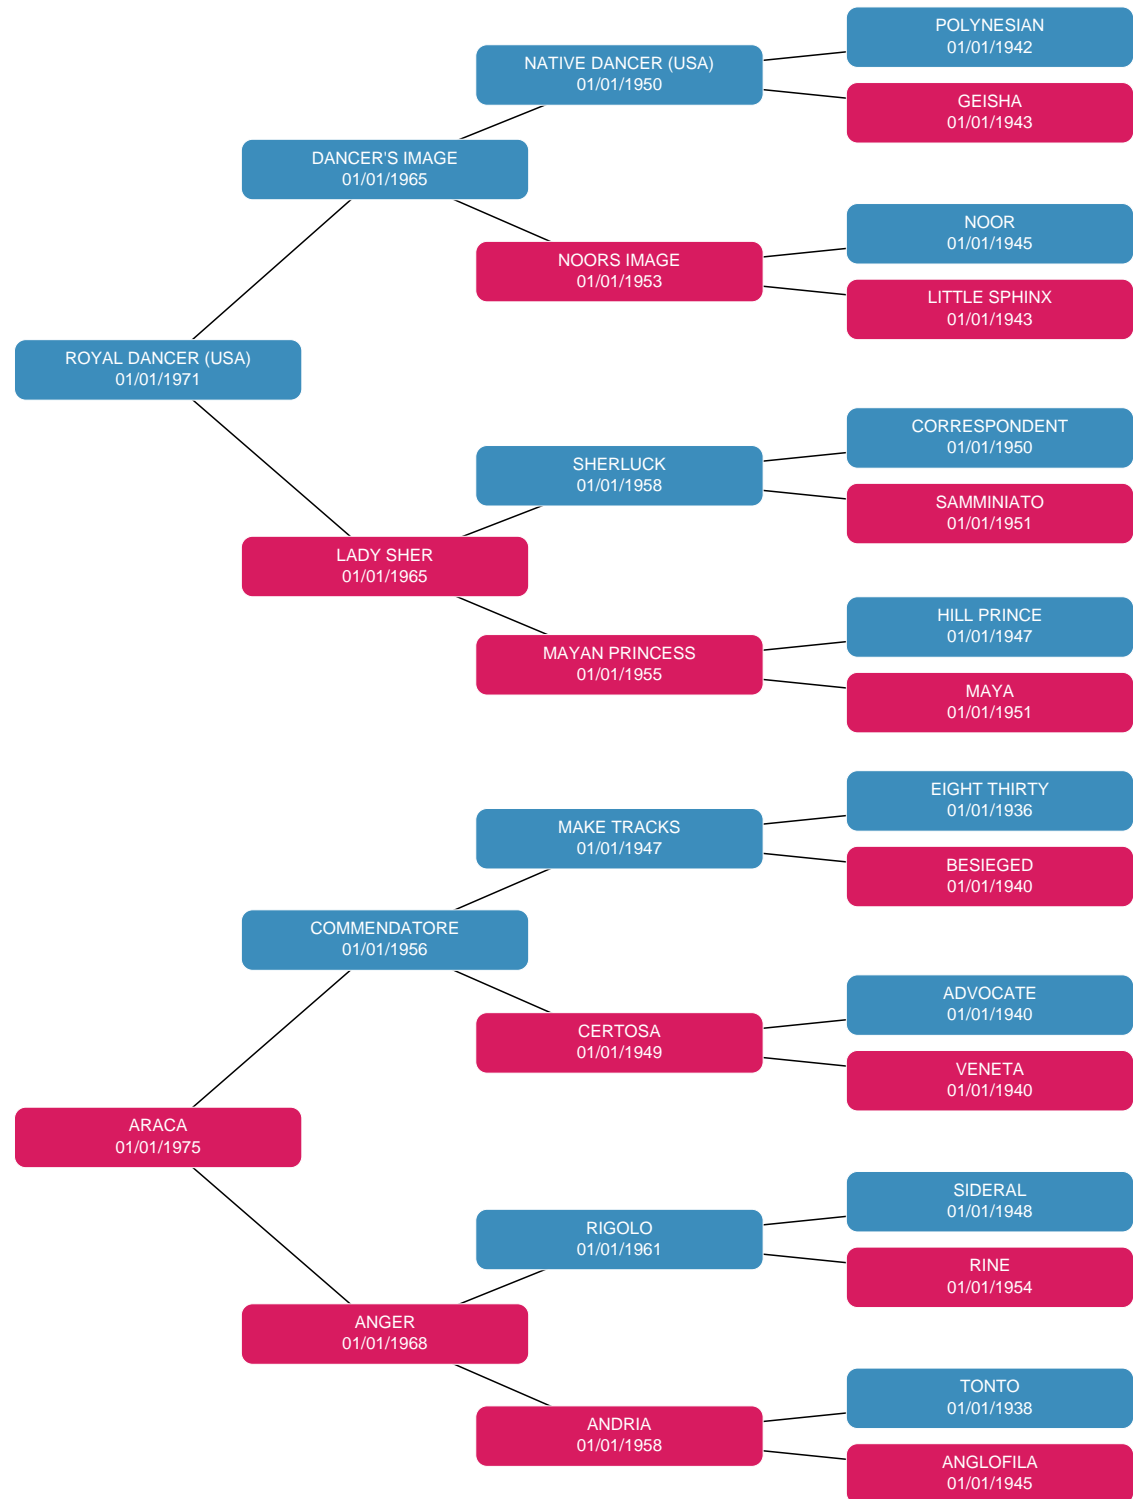 POLYNESIAN
01/01/1942
NATIVE DANCER (USA)
01/01/1950
GEISHA
01/01/1943
DANCER'S IMAGE
01/01/1965
NOOR
01/01/1945
NOORS IMAGE
01/01/1953
LITTLE SPHINX
01/01/1943
ROYAL DANCER (USA)
01/01/1971
CORRESPONDENT
01/01/1950
SHERLUCK
01/01/1958
SAMMINIATO
01/01/1951
LADY SHER
01/01/1965
HILL PRINCE
01/01/1947
MAYAN PRINCESS
01/01/1955
MAYA
01/01/1951
EIGHT THIRTY
01/01/1936
MAKE TRACKS
01/01/1947
BESIEGED
01/01/1940
COMMENDATORE
01/01/1956
ADVOCATE
01/01/1940
CERTOSA
01/01/1949
VENETA
01/01/1940
ARACA
01/01/1975
SIDERAL
01/01/1948
RIGOLO
01/01/1961
RINE
01/01/1954
ANGER
01/01/1968
TONTO
01/01/1938
ANDRIA
01/01/1958
ANGLOFILA
01/01/1945